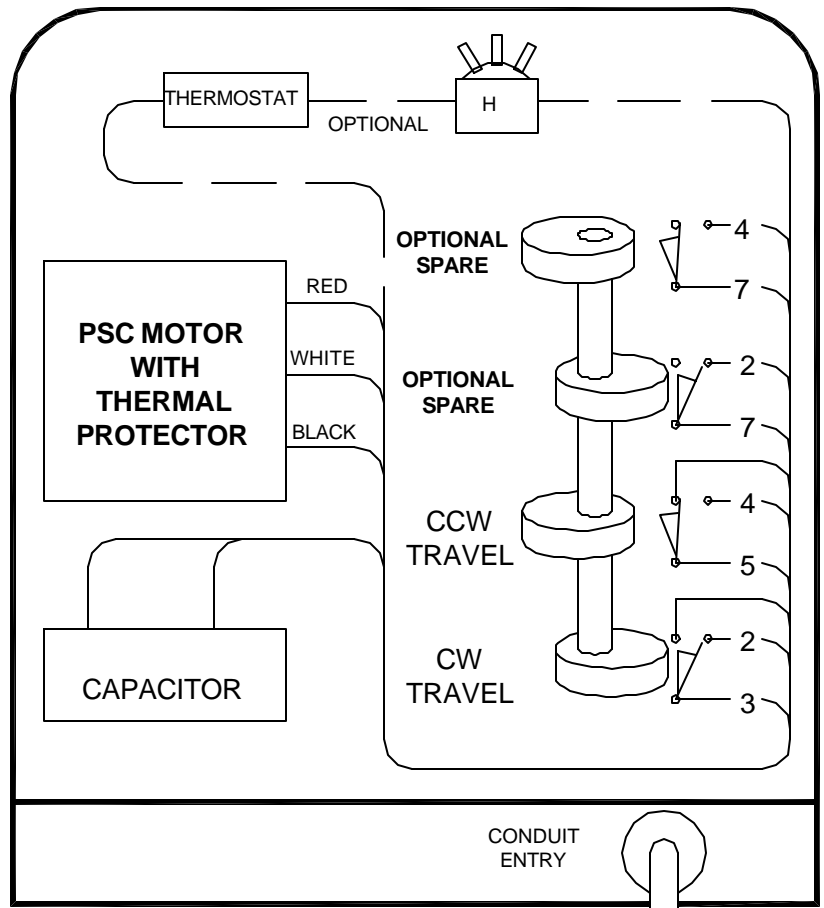 THERMOSTAT
OPTIONAL
H
OPTIONAL
SPARE
4
7
RED
WHITE
BLACK
PSC MOTOR
WITH
THERMAL
PROTECTOR
OPTIONAL
SPARE
2
7
CCW
TRAVEL
4
5
CAPACITOR
CW
TRAVEL
2
3
CONDUIT
ENTRY